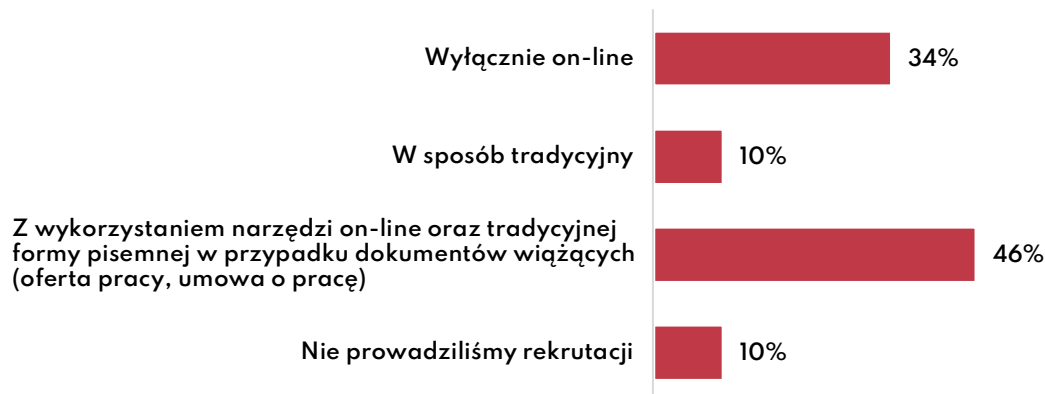 Wyłącznie on-line
34%
W sposób tradycyjny
10%
Z wykorzystaniem narzędzi on-line oraz tradycyjnej
formy pisemnej w przypadku dokumentów wiążących
(oferta pracy, umowa o pracę)
46%
Nie prowadziliśmy rekrutacji
10%